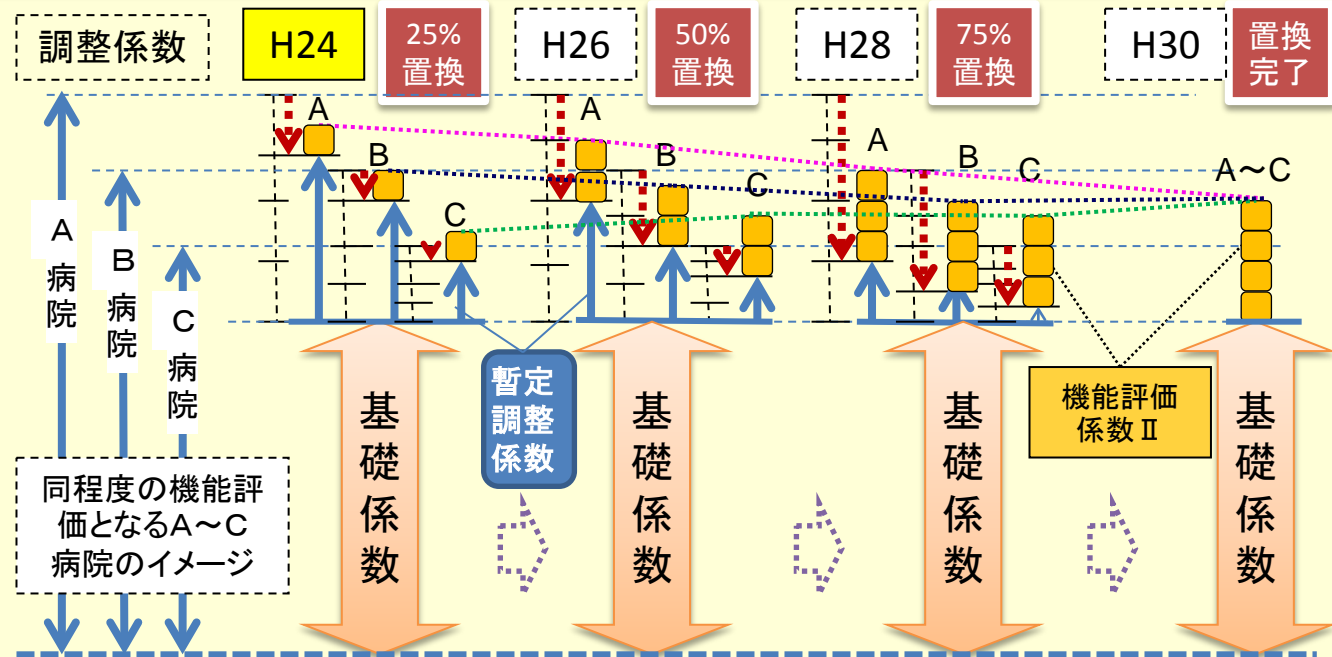 調整係数
H24
25%
置換
H26
50%
置換
H28
75%
置換
H30
置換
完了
A
B
C
A
B
C
A
B
C
A～C
A病院
B病院
C病院
暫定
調整
係数
機能評価
係数Ⅱ
基礎係数
基礎係数
基礎係数
基礎係数
同程度の機能評
価となるA～C
病院のイメージ